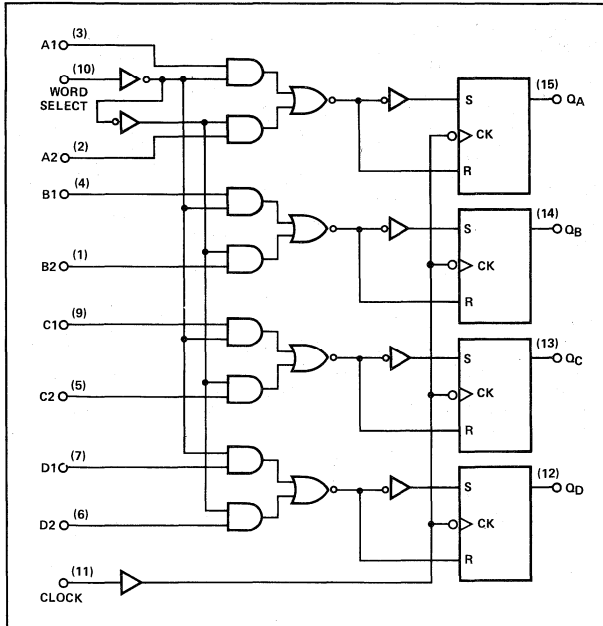 A1 (3)
(10)
WORD
SELECT
A2 (2)
B1 (4)
B2 (1)
C1 (9)
C2 (5)
D1 (7)
D2 (6)
(11)
CLOCK
S
CK
R
(15)
QA
S
CK
R
(14)
QB
S
CK
R
(13)
QC
S
CK
R
(12)
QD